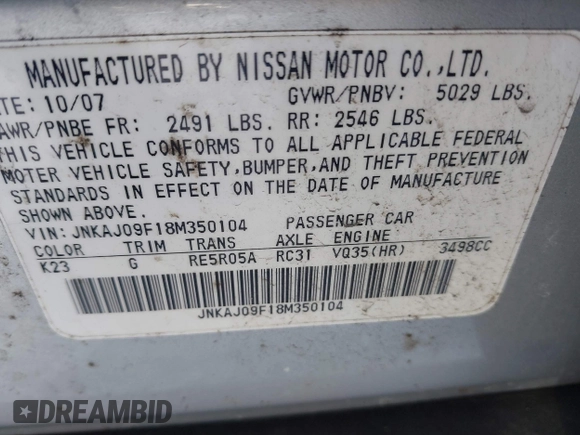 MANUFACTURED BY NISSAN MOTOR CO.,LTD.
ATE: 10/07 GVWR/PNBV: 5029 LBS.
AWR/PNBE FR: 2491 LBS. RR: 2546 LBS.
THIS VEHICLE CONFORMS TO ALL APPLICABLE FEDERAL
MOTER VEHICLE SAFETY,BUMPER,AND THEFT PREVENTION
STANDARDS IN EFFECT ON THE DATE OF MANUFACTURE
SHOWN ABOVE.
VIN: JNKAJ09F18M350104 PASSENGER CAR
COLOR TRIM TRANS AXLE ENGINE
K23 G RE5R05A RC31 VQ35(HR) 3498CC
JNKAJ09F18M350104
DREAMBID